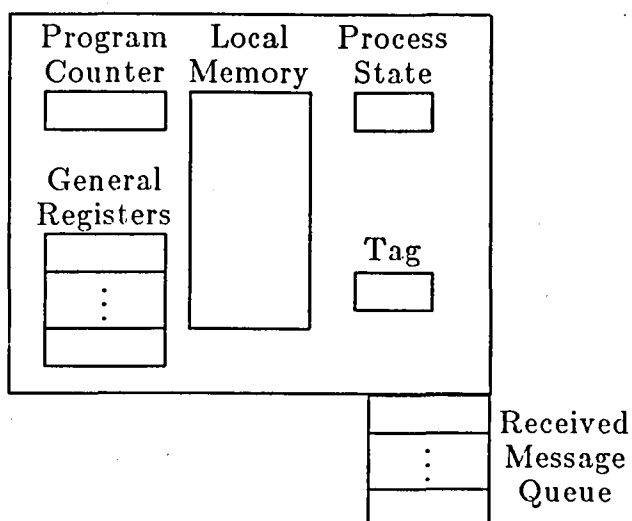 Program
Counter
Local
Memory
Process
State
General
Registers
Tag
Received
Message
Queue